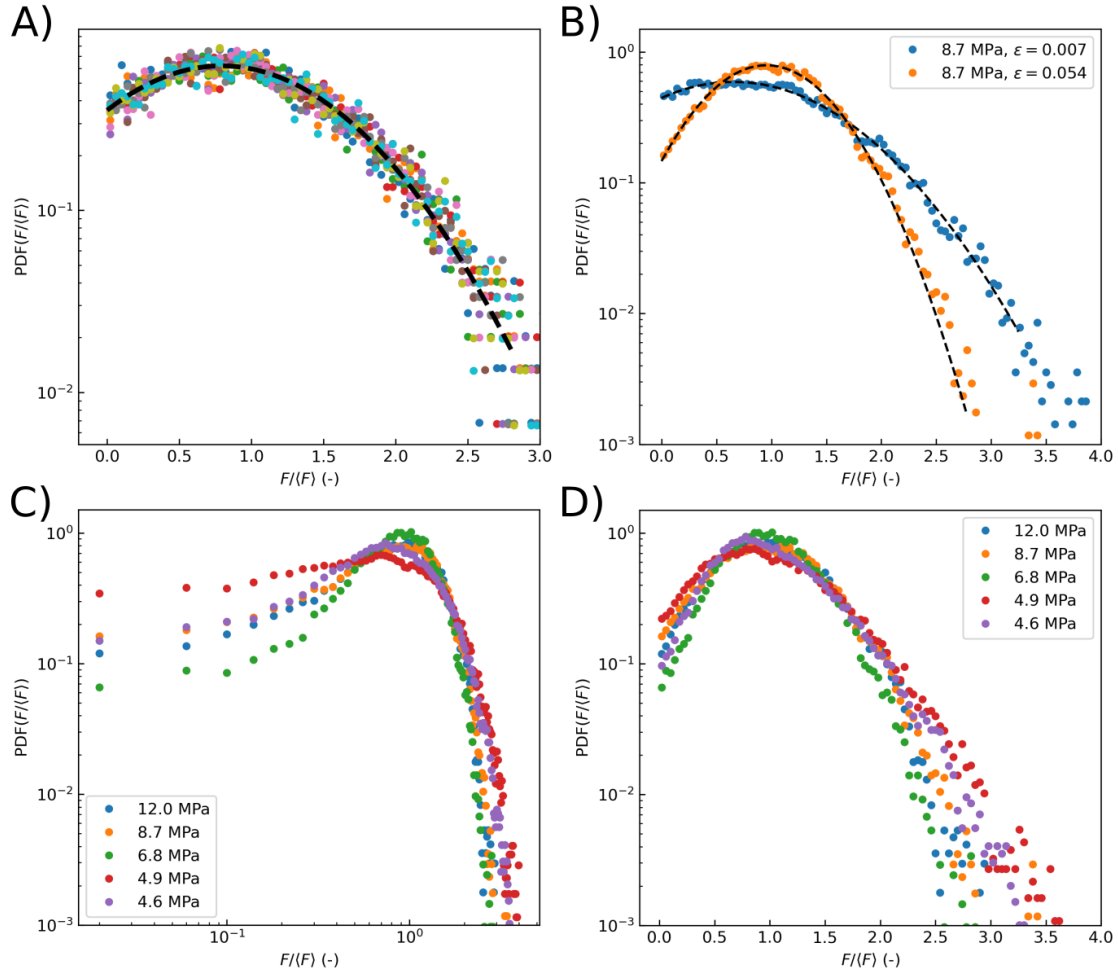 A)
PDF(F/⟨F⟩)
10⁻¹
10⁻²
0.0 0.5 1.0 1.5 2.0 2.5 3.0
F/⟨F⟩ (-)
B)
8.7 MPa, ε = 0.007
8.7 MPa, ε = 0.054
PDF(F/⟨F⟩)
10⁰
10⁻¹
10⁻²
10⁻³
0.0 0.5 1.0 1.5 2.0 2.5 3.0 3.5 4.0
F/⟨F⟩ (-)
C)
PDF(F/⟨F⟩)
10⁰
10⁻¹
10⁻²
10⁻³
12.0 MPa
8.7 MPa
6.8 MPa
4.9 MPa
4.6 MPa
10⁻¹ 10⁰
F/⟨F⟩ (-)
D)
12.0 MPa
8.7 MPa
6.8 MPa
4.9 MPa
4.6 MPa
PDF(F/⟨F⟩)
10⁰
10⁻¹
10⁻²
10⁻³
0.0 0.5 1.0 1.5 2.0 2.5 3.0 3.5 4.0
F/⟨F⟩ (-)